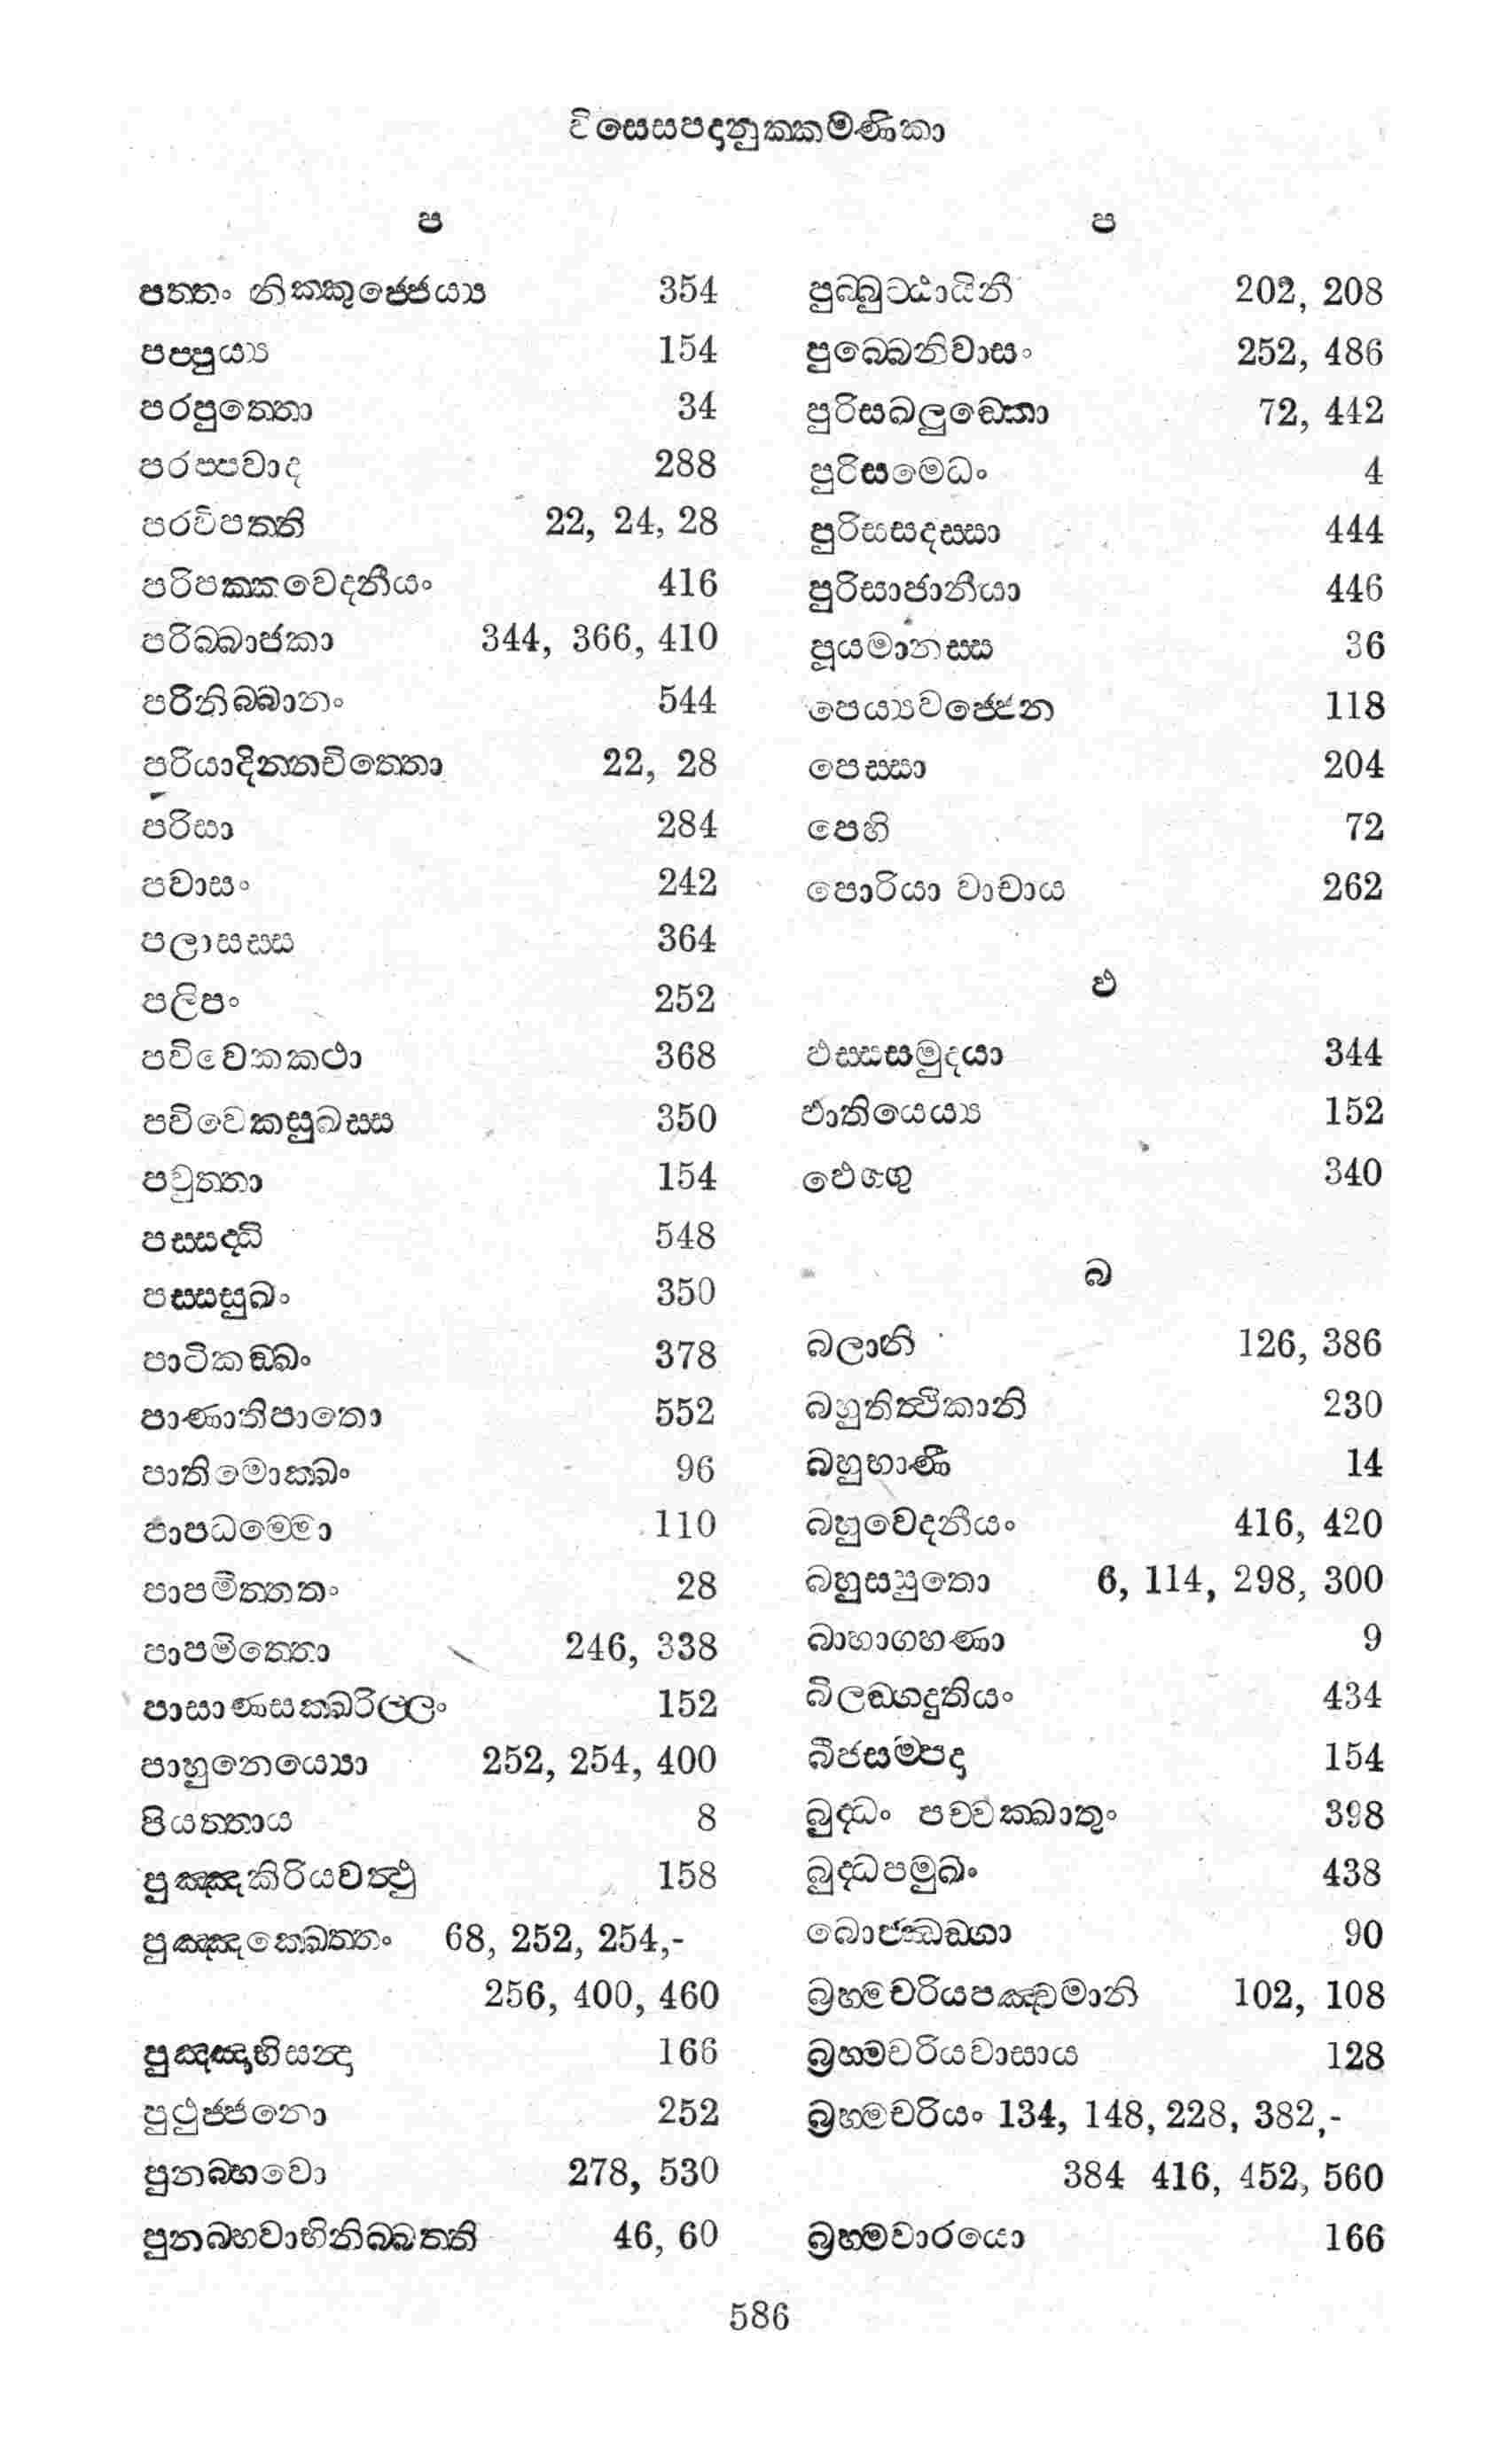 විසෙසපදානුක්කමණිකා
ප
පත්තං නික්කුජ්ජෙය්‍ය 354
පප්පුය්‍ය 154
පරපුත්තො 34
පරප්පවාද 288
පරවිපත්ති 22, 24, 28
පරිපක්කවෙදනීයං 416
පරිබ්බාජකා 344, 366, 410
පරිනිබ්බානං 544
පරියාදින්නචිත්තො 22, 28
පරිසා 284
පවාසං 242
පලාසස්ස 364
පලිපං 252
පවිවෙකකථා 368
පවිවෙකසුඛස්ස 350
පවුත්තා 154
පස්සද්ධි 548
පස්සසුඛං 350
පාටිකඞ්ඛං 378
පාණාතිපාතො 552
පාතිමොක්ඛං 96
පාපධම්මො 110
පාපමිත්තතං 28
පාපමිත්තො 246, 338
පාසාණසක්ඛරිල්ලං 152
පාහුනෙය්‍යො 252, 254, 400
පියත්තාය 8
පුඤ්ඤකිරියවත්ථු 158
පුඤ්ඤක්ඛෙත්තං 68, 252, 254,-
256, 400, 460
පුඤ්ඤාභිසන්දා 166
පුථුජ්ජනො 252
පුනබ්භවො 278, 530
පුනබ්භවාභිනිබ්බත්ති 46, 60
ප
පුබ්බුට්ඨායිනී 202, 208
පුබ්බෙනිවාසං 252, 486
පුරිසඛලුඞ්කො 72, 442
පුරිසමෙධං 4
පුරිසසදස්සා 444
පුරිසාජානීයා 446
පූයමානස්ස 36
පෙය්‍යවජ්ජෙන 118
පෙස්සා 204
පෙහි 72
පොරියා වාචාය 262
ඵ
ඵස්සසමුදයා 344
ඵාතියෙය්‍ය 152
ඵෙග්ගු 340
බ
බලානි 126, 386
බහුතිත්ථිකානි 230
බහුභාණී 14
බහුවෙදනීයං 416, 420
බහුස්සුතො 6, 114, 298, 300
බාහාගහණා 9
බිලඞ්ගදුතියං 434
බීජසම්පදා 154
බුද්ධං පච්චක්ඛාතුං 398
බුද්ධපමුඛං 438
බොජ්ඣඞ්ගා 90
බ්‍රහ්මචරියපඤ්චමානි 102, 108
බ්‍රහ්මචරියවාසාය 128
බ්‍රහ්මචරියං 134, 148, 228, 382,-
384 416, 452, 560
බ්‍රහ්මචාරයො 166
586